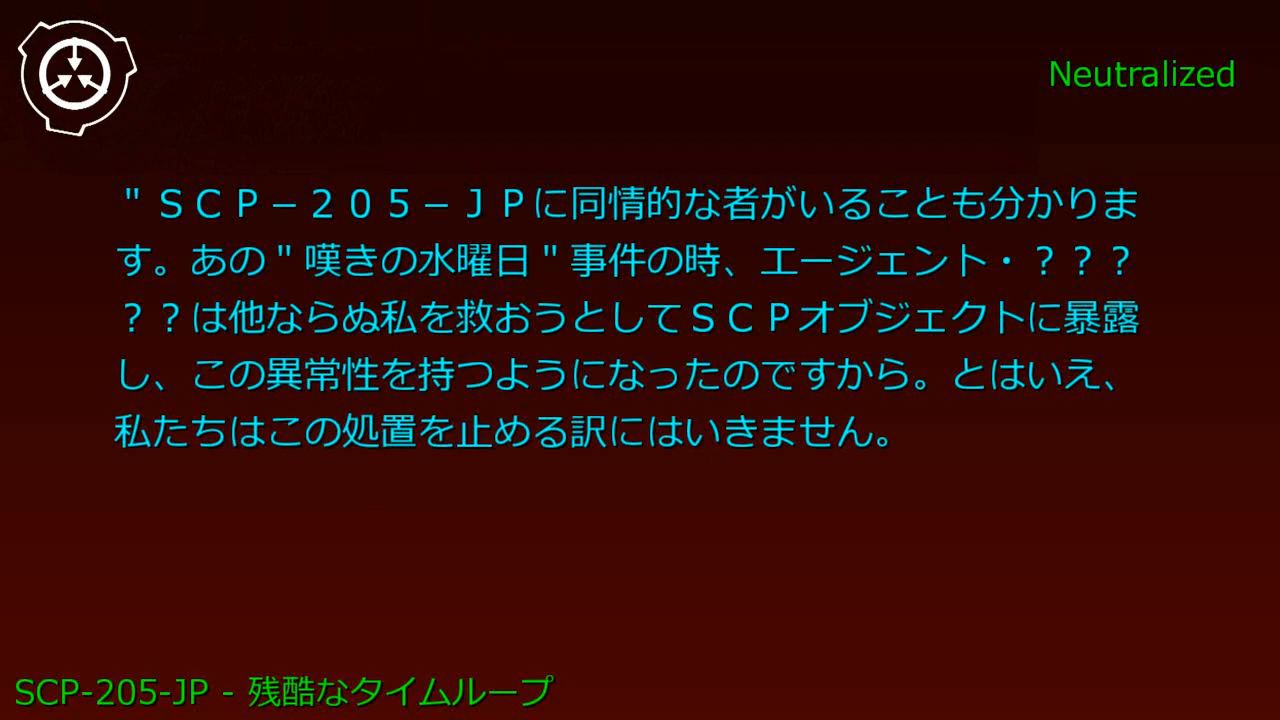 Neutralized
"ＳＣＰ－２０５－ＪＰに同情的な者がいることも分かりま
す。あの"嘆きの水曜日"事件の時、エージェント・？？？
？？は他ならぬ私を救おうとしてＳＣＰオブジェクトに暴露
し、この異常性を持つようになったのですから。とはいえ、
私たちはこの処置を止める訳にはいきません。
SCP-205-JP - 残酷なタイムループ